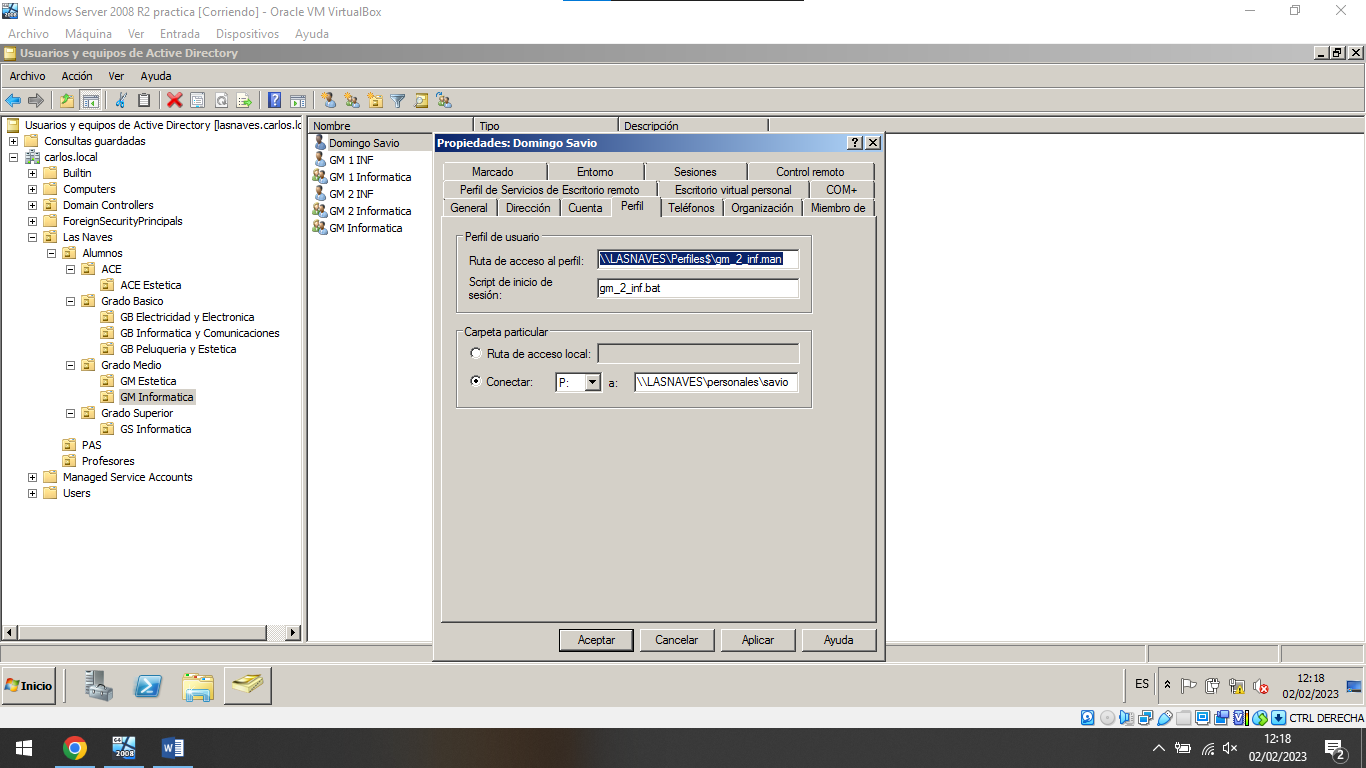 Windows Server 2008 R2 practica [Corriendo] - Oracle VM VirtualBox
Archivo Máquina Ver Entrada Dispositivos Ayuda
Usuarios y equipos de Active Directory
Archivo Acción Ver Ayuda
Usuarios y equipos de Active Directory [lasnaves.carlos.lc
Consultas guardadas
carlos.local
Builtin
Computers
Domain Controllers
ForeignSecurityPrincipals
Las Naves
Alumnos
ACE
ACE Estetica
Grado Basico
GB Electricidad y Electronica
GB Informatica y Comunicaciones
GB Peluqueria y Estetica
Grado Medio
GM Estetica
GM Informatica
Grado Superior
GS Informatica
PAS
Profesores
Managed Service Accounts
Users
Nombre Tipo Descripción
Domingo Savio
GM 1 INF
GM 1 Informatica
GM 2 INF
GM 2 Informatica
GM Informatica
Propiedades: Domingo Savio
Marcado Entorno Sesiones Control remoto
Perfil de Servicios de Escritorio remoto Escritorio virtual personal COM+
General Dirección Cuenta Perfil Teléfonos Organización Miembro de
Perfil de usuario
Ruta de acceso al perfil: \\LASNAVES\Perfiles$\gm_2_inf.man
Script de inicio de
sesión: gm_2_inf.bat
Carpeta particular
Ruta de acceso local:
Conectar: P: a: \\LASNAVES\personales\savio
Aceptar Cancelar Aplicar Ayuda
Inicio ES 12:18
02/02/2023
CTRL DERECHA
2008 W 12:18
02/02/2023 2